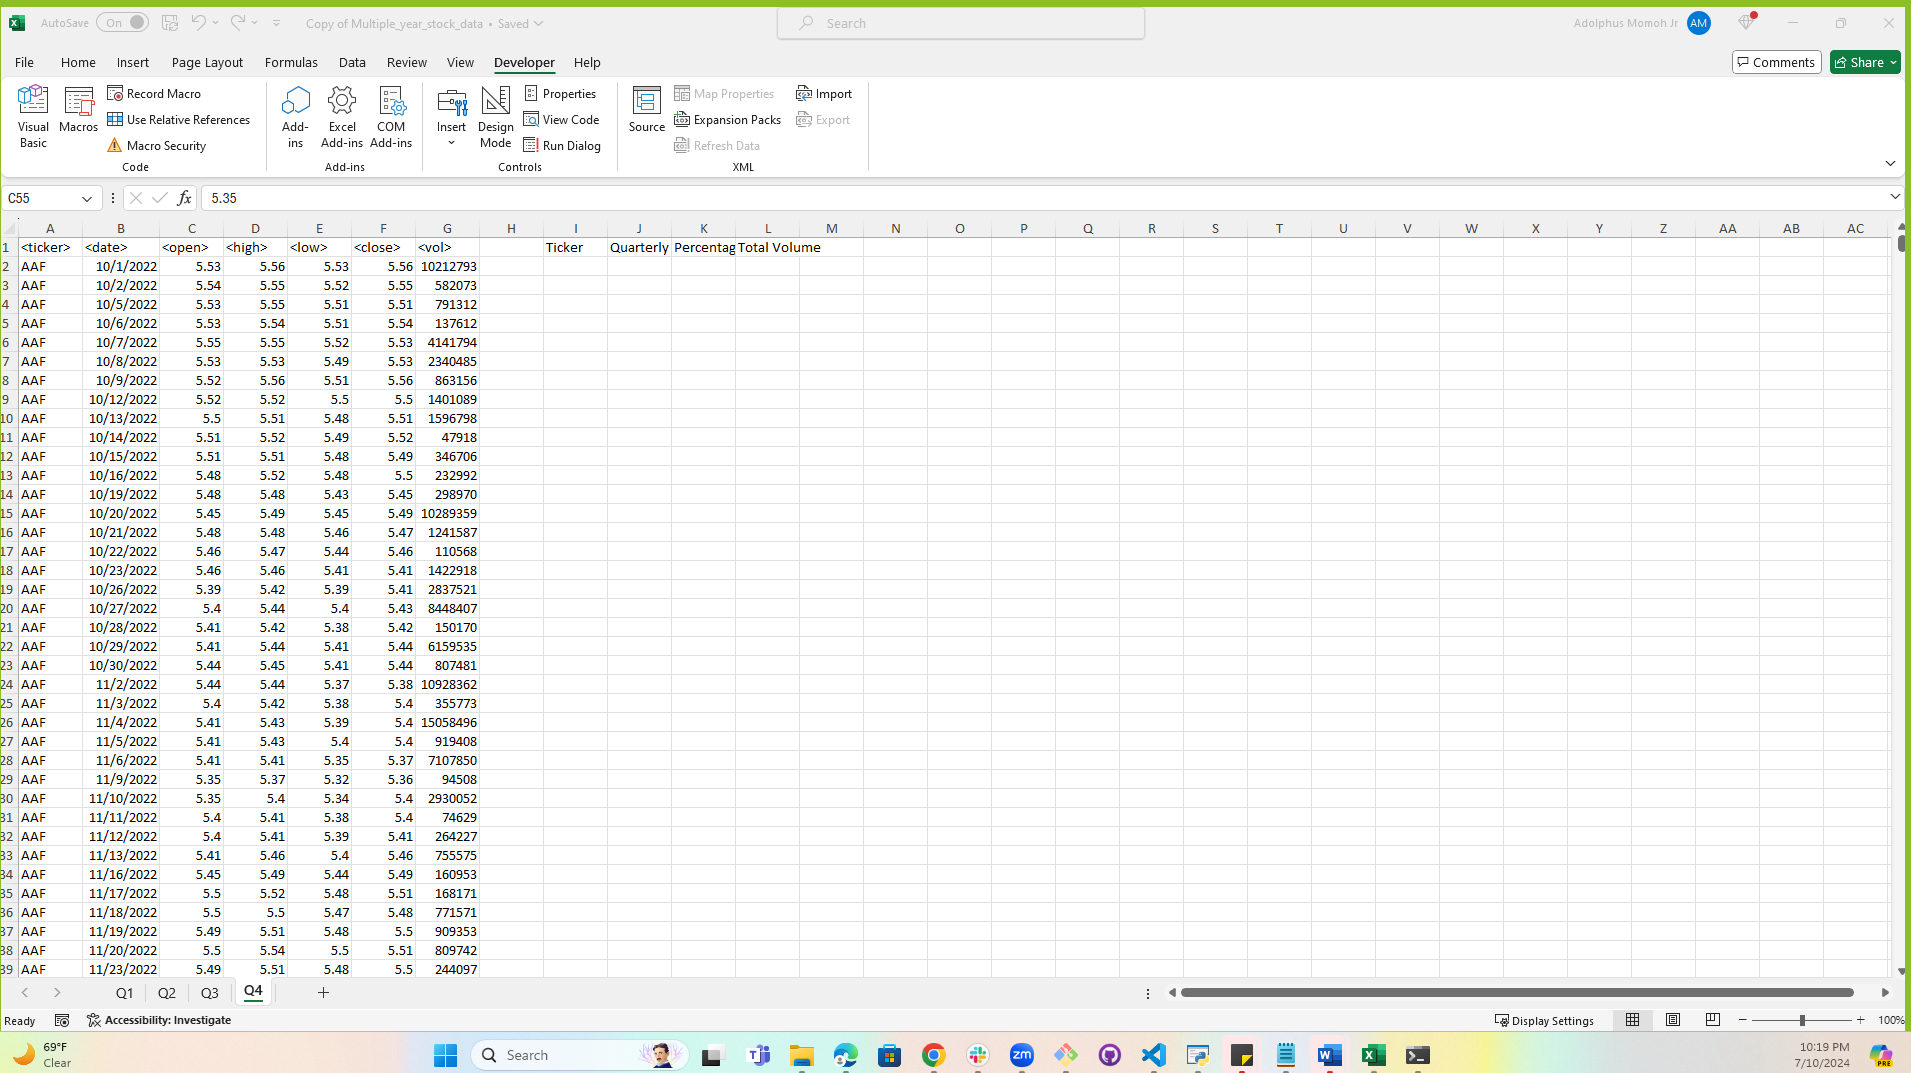 AutoSave On Copy of Multiple_year_stock_data • Saved Search Adolphus Momoh Jr AM
File Home Insert Page Layout Formulas Data Review View Developer Help Comments Share
Visual Basic
Macros
Record Macro
Use Relative References
Macro Security
Code
Add-ins
Excel Add-ins
COM Add-ins
Add-ins
Insert
Design Mode
Properties
View Code
Run Dialog
Controls
Source
Map Properties
Expansion Packs
Refresh Data
Import
Export
XML
C55 fx 5.35
A B C D E F G H I J K L M N O P Q R S T U V W X Y Z AA AB AC
1 <ticker> <date> <open> <high> <low> <close> <vol> Ticker Quarterly Percentag Total Volume
2 AAF 10/1/2022 5.53 5.56 5.53 5.56 10212793
3 AAF 10/2/2022 5.54 5.55 5.52 5.55 582073
4 AAF 10/5/2022 5.53 5.55 5.51 5.51 791312
5 AAF 10/6/2022 5.53 5.54 5.51 5.54 137612
6 AAF 10/7/2022 5.55 5.55 5.52 5.53 4141794
7 AAF 10/8/2022 5.53 5.53 5.49 5.53 2340485
8 AAF 10/9/2022 5.52 5.56 5.51 5.56 863156
9 AAF 10/12/2022 5.52 5.52 5.5 5.5 1401089
10 AAF 10/13/2022 5.5 5.51 5.48 5.51 1596798
11 AAF 10/14/2022 5.51 5.52 5.49 5.52 47918
12 AAF 10/15/2022 5.51 5.51 5.48 5.49 346706
13 AAF 10/16/2022 5.48 5.52 5.48 5.5 232992
14 AAF 10/19/2022 5.48 5.48 5.43 5.45 298970
15 AAF 10/20/2022 5.45 5.49 5.45 5.49 10289359
16 AAF 10/21/2022 5.48 5.48 5.46 5.47 1241587
17 AAF 10/22/2022 5.46 5.47 5.44 5.46 110568
18 AAF 10/23/2022 5.46 5.46 5.41 5.41 1422918
19 AAF 10/26/2022 5.39 5.42 5.39 5.41 2837521
20 AAF 10/27/2022 5.4 5.44 5.4 5.43 8448407
21 AAF 10/28/2022 5.41 5.42 5.38 5.42 150170
22 AAF 10/29/2022 5.41 5.44 5.41 5.44 6159535
23 AAF 10/30/2022 5.44 5.45 5.41 5.44 807481
24 AAF 11/2/2022 5.44 5.44 5.37 5.38 10928362
25 AAF 11/3/2022 5.4 5.42 5.38 5.4 355773
26 AAF 11/4/2022 5.41 5.43 5.39 5.4 15058496
27 AAF 11/5/2022 5.41 5.43 5.4 5.4 919408
28 AAF 11/6/2022 5.41 5.41 5.35 5.37 7107850
29 AAF 11/9/2022 5.35 5.37 5.32 5.36 94508
30 AAF 11/10/2022 5.35 5.4 5.34 5.4 2930052
31 AAF 11/11/2022 5.4 5.41 5.38 5.4 74629
32 AAF 11/12/2022 5.4 5.41 5.39 5.41 264227
33 AAF 11/13/2022 5.41 5.46 5.4 5.46 755575
34 AAF 11/16/2022 5.45 5.49 5.44 5.49 160953
35 AAF 11/17/2022 5.5 5.52 5.48 5.51 168171
36 AAF 11/18/2022 5.5 5.5 5.47 5.48 771571
37 AAF 11/19/2022 5.49 5.51 5.48 5.5 909353
38 AAF 11/20/2022 5.5 5.54 5.5 5.51 809742
39 AAF 11/23/2022 5.49 5.51 5.48 5.5 244097
Q1 Q2 Q3 Q4
Ready Accessibility: Investigate Display Settings 100%
69°F
Clear
Search
zm
10:19 PM
7/10/2024
PRE